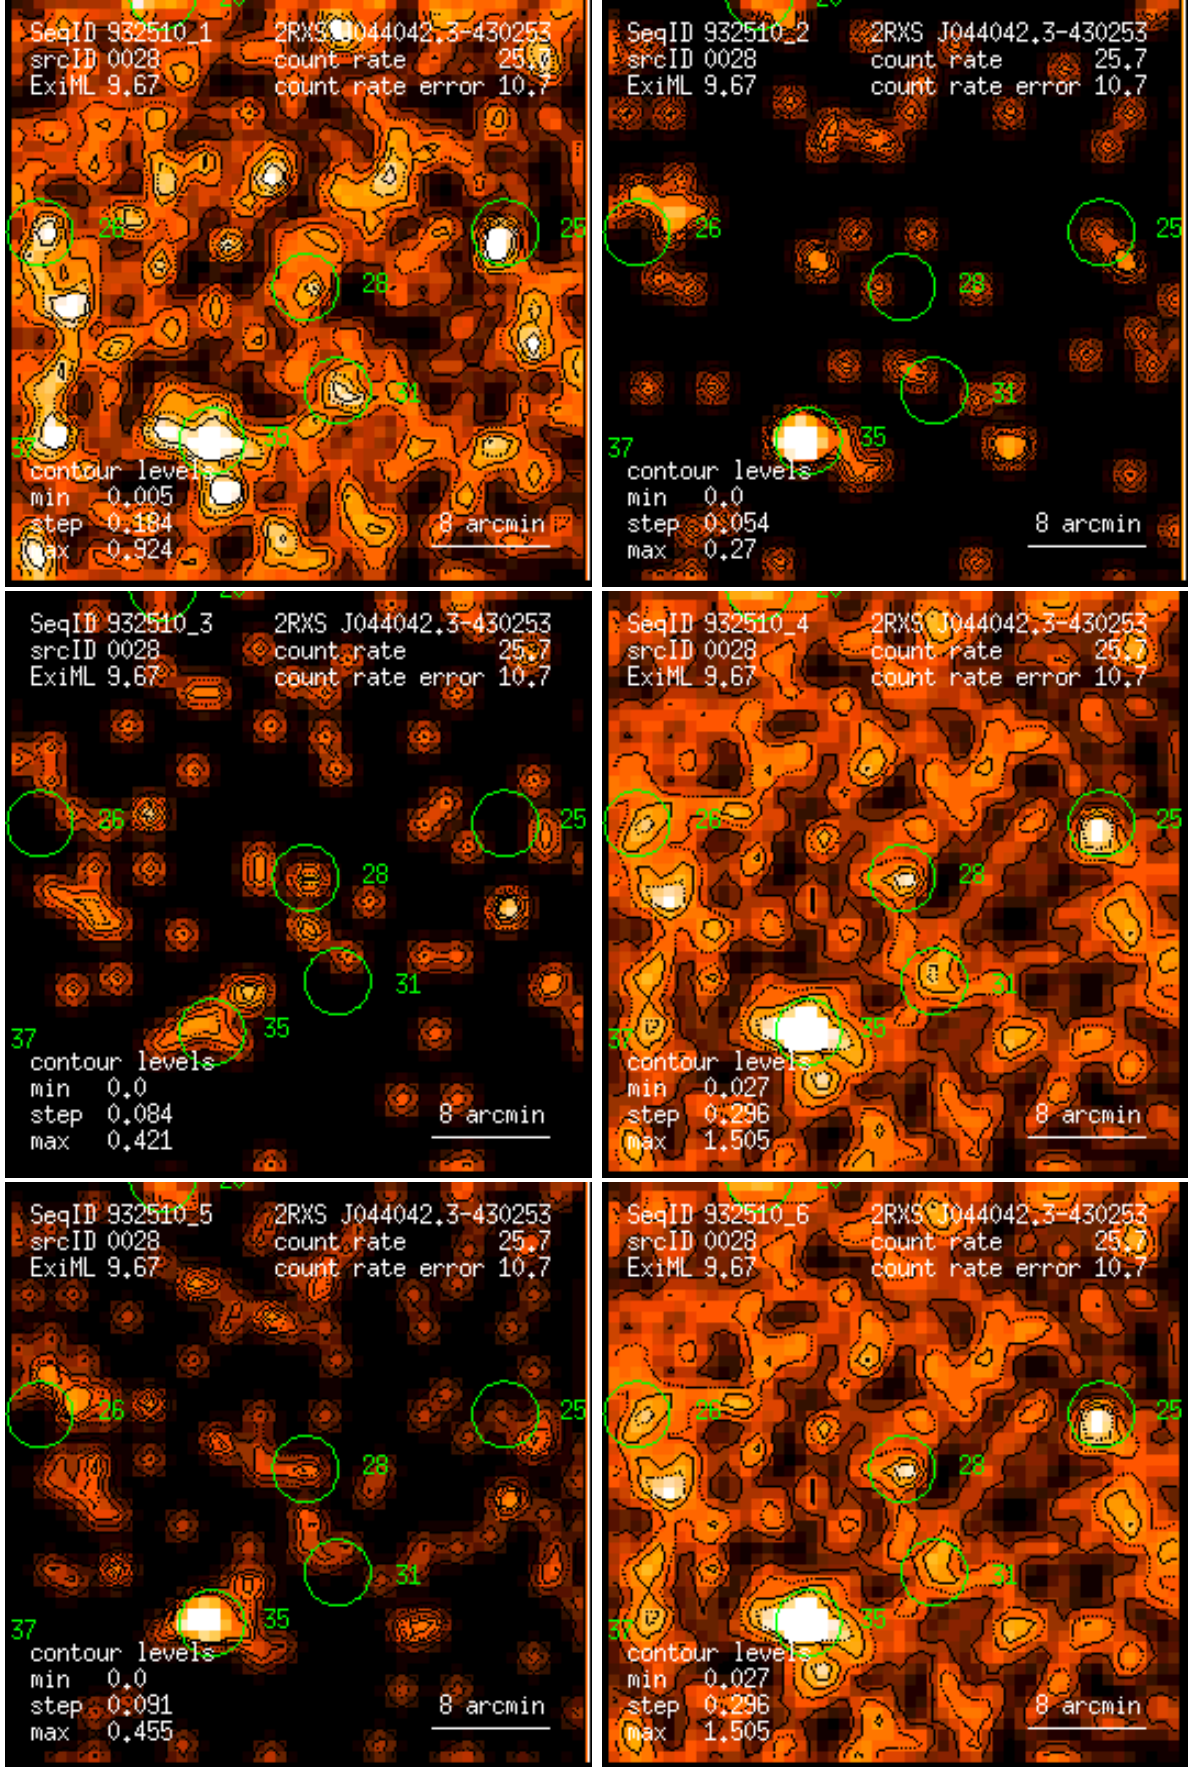 SeqID 932510_1 2RXS J044042.3-430253
srcID 0028 count rate 25.7
ExiML 9.67 count rate error 10.7
26
25
28
31
35
37
contour levels
min 0.005
step 0.184 8 arcmin
max 0.924
SeqID 932510_2 2RXS J044042.3-430253
srcID 0028 count rate 25.7
ExiML 9.67 count rate error 10.7
26
25
28
31
35
37
contour levels
min 0.0
step 0.054 8 arcmin
max 0.27
SeqID 932510_3 2RXS J044042.3-430253
srcID 0028 count rate 25.7
ExiML 9.67 count rate error 10.7
26
25
28
31
35
37
contour levels
min 0.0
step 0.084 8 arcmin
max 0.421
SeqID 932510_4 2RXS J044042.3-430253
srcID 0028 count rate 25.7
ExiML 9.67 count rate error 10.7
26
25
28
31
35
37
contour levels
min 0.027
step 0.296 8 arcmin
max 1.505
SeqID 932510_5 2RXS J044042.3-430253
srcID 0028 count rate 25.7
ExiML 9.67 count rate error 10.7
26
25
28
31
35
37
contour levels
min 0.0
step 0.091 8 arcmin
max 0.455
SeqID 932510_6 2RXS J044042.3-430253
srcID 0028 count rate 25.7
ExiML 9.67 count rate error 10.7
26
25
28
31
35
37
contour levels
min 0.027
step 0.296 8 arcmin
max 1.505